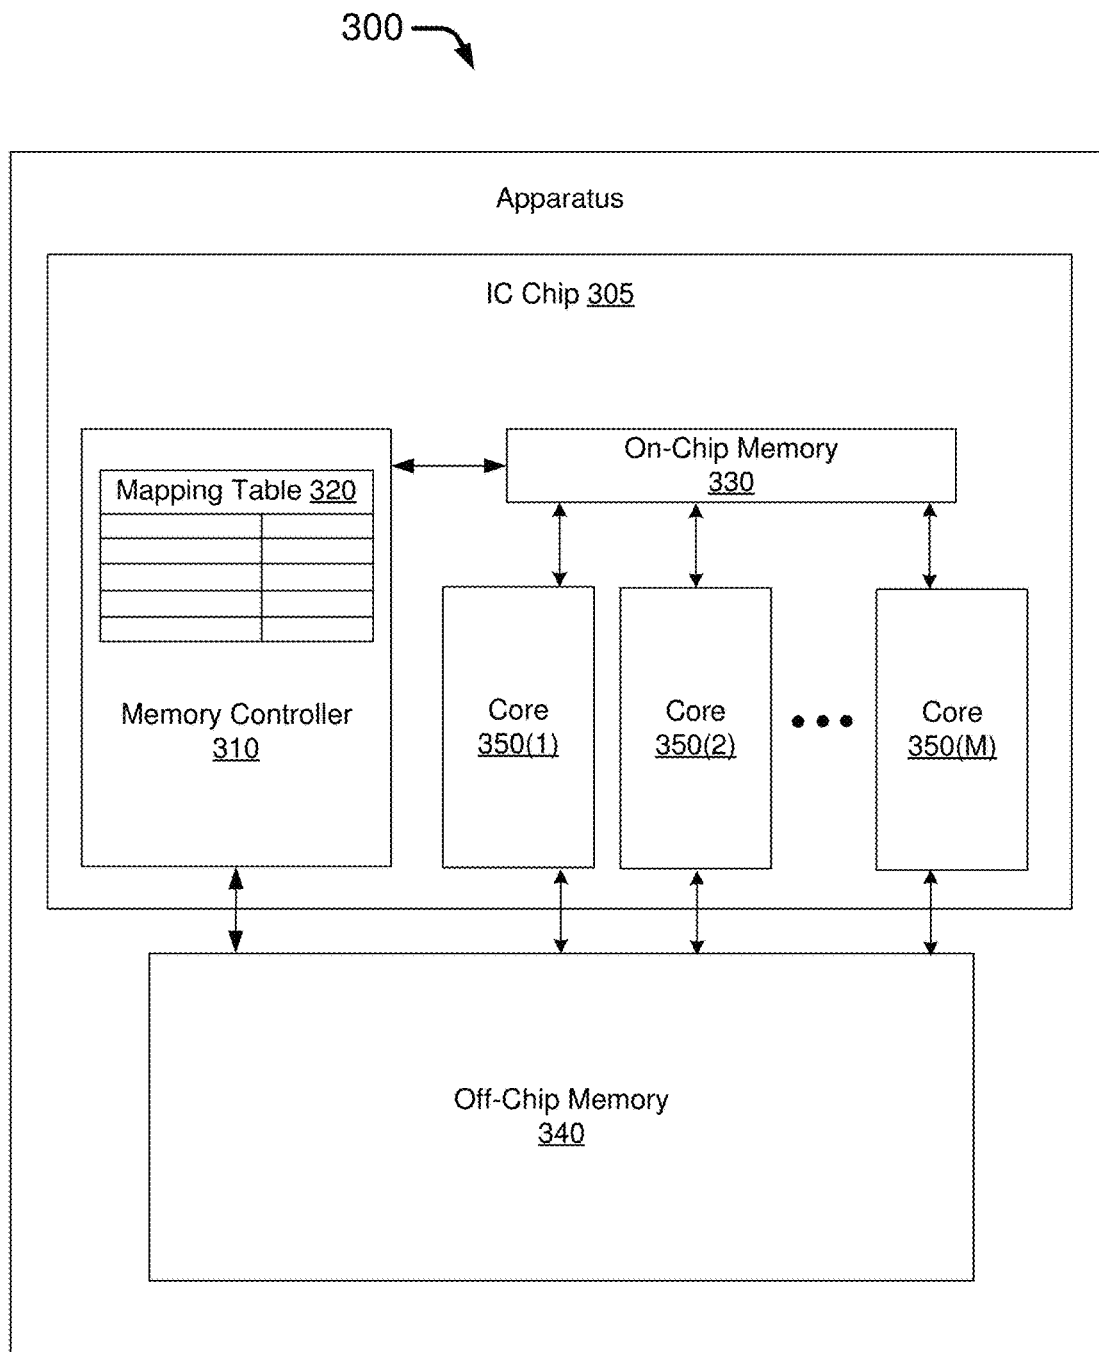 300
Apparatus
IC Chip 305
On-Chip Memory
330
Mapping Table 320
Memory Controller
310
Core
350(1)
Core
350(2)
Core
350(M)
Off-Chip Memory
340